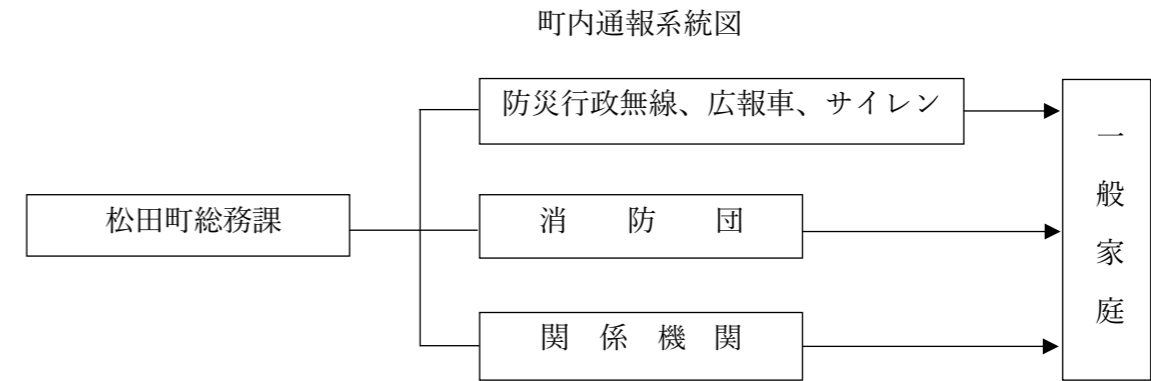 町内通報系統図
防災行政無線、広報車、サイレン
松田町総務課
消　防　団
関　係　機　関
一般家庭